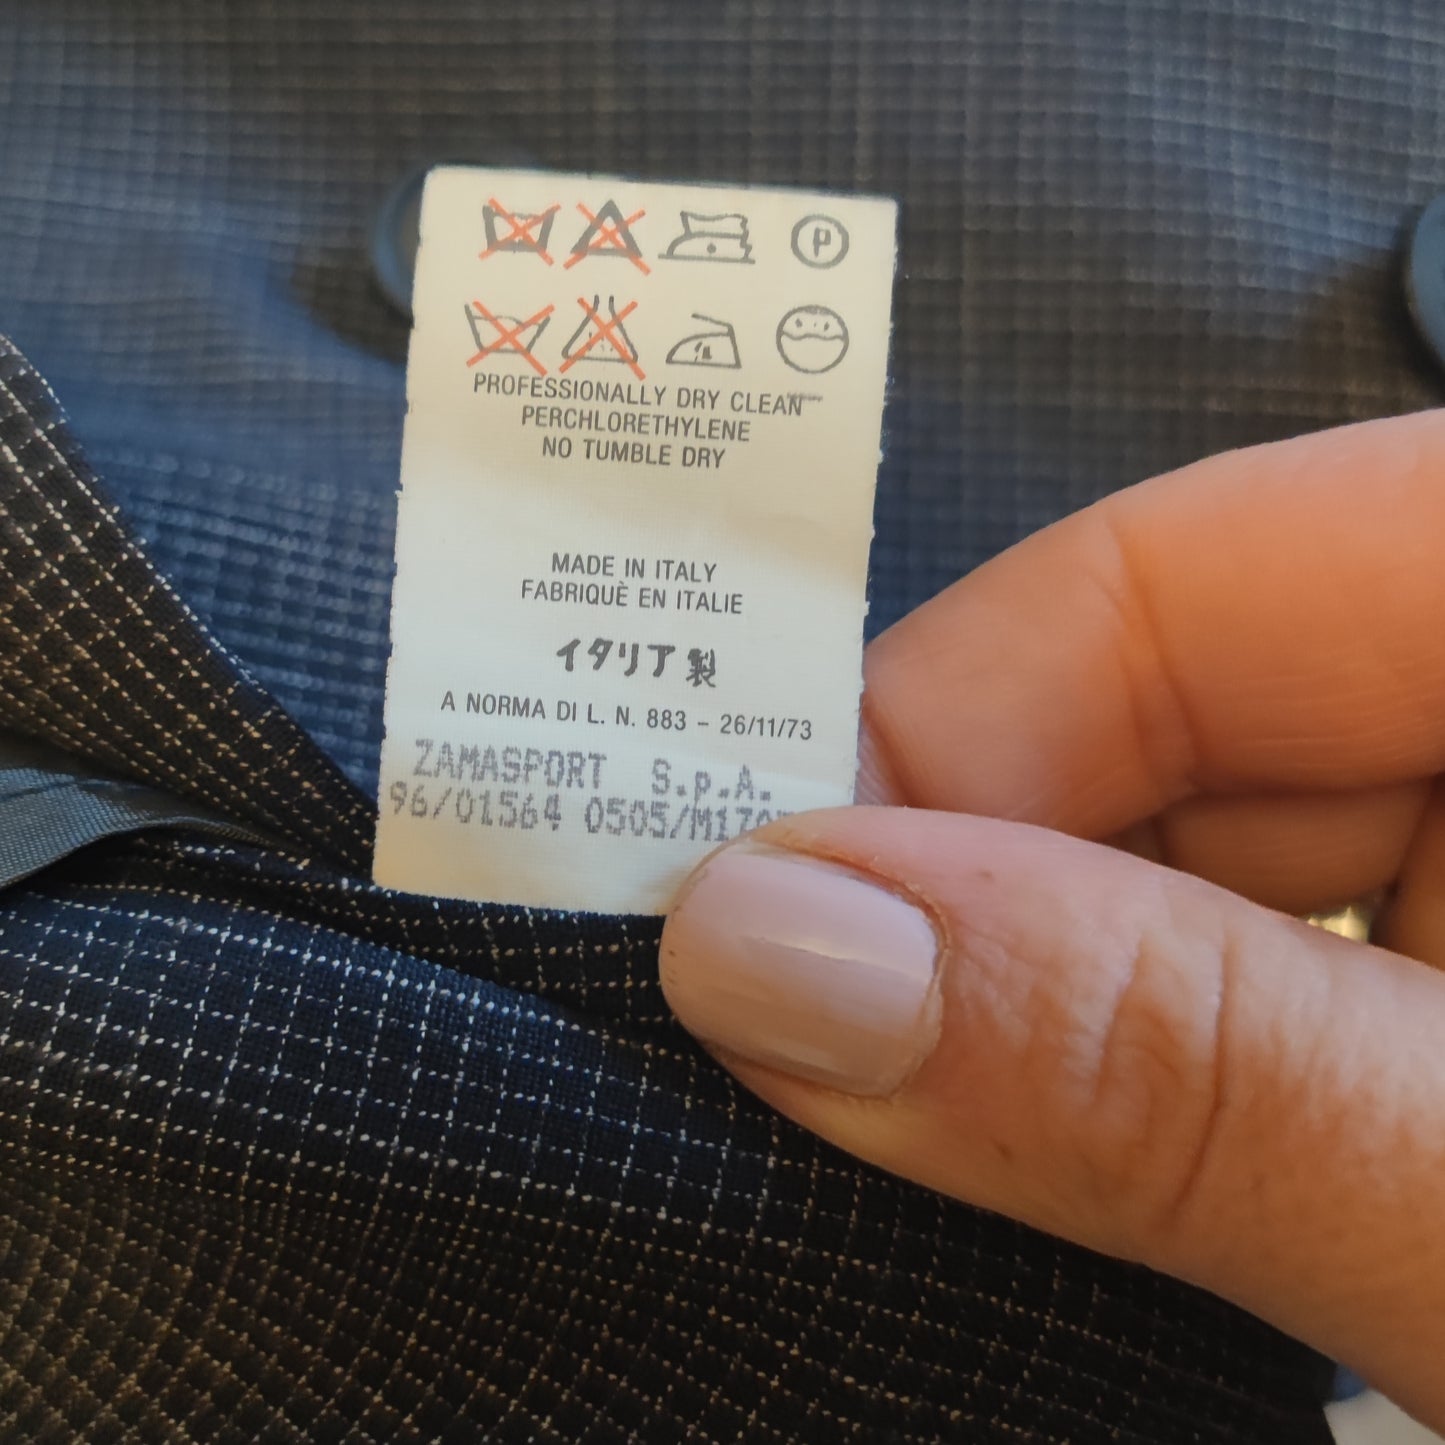 P
PROFESSIONALLY DRY CLEAN
PERCHLORETHYLENE
NO TUMBLE DRY
MADE IN ITALY
FABRIQUÈ EN ITALIE
イタリア製
A NORMA DI L. N. 883 - 26/11/73
ZAMASPORT S.p.A.
96/01564